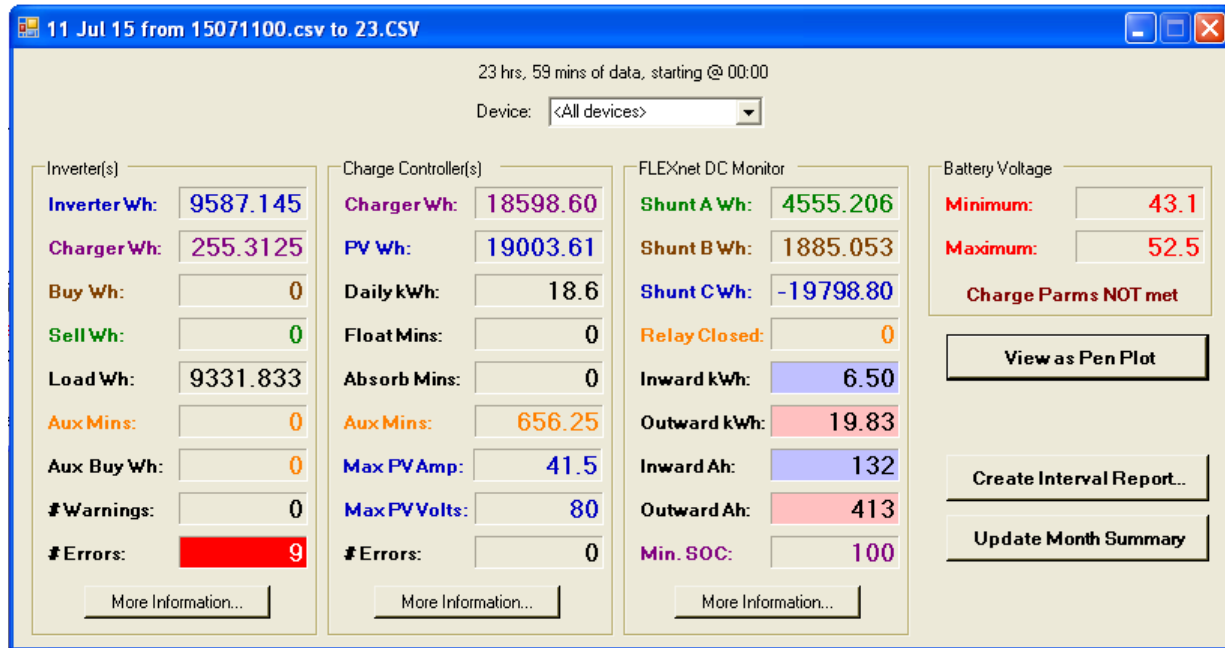 11 Jul 15 from 15071100.csv to 23.CSV
23 hrs, 59 mins of data, starting @ 00:00
Device: <All devices>
Inverter(s)
Inverter Wh: 9587.145
Charger Wh: 255.3125
Buy Wh: 0
Sell Wh: 0
Load Wh: 9331.833
Aux Mins: 0
Aux Buy Wh: 0
# Warnings: 0
# Errors: 9
More Information...
Charge Controller(s)
Charger Wh: 18598.60
PV Wh: 19003.61
Daily kWh: 18.6
Float Mins: 0
Absorb Mins: 0
Aux Mins: 656.25
Max PV Amp: 41.5
Max PV Volts: 80
# Errors: 0
More Information...
FLEXnet DC Monitor
Shunt A Wh: 4555.206
Shunt B Wh: 1885.053
Shunt C Wh: -19798.80
Relay Closed: 0
Inward kWh: 6.50
Outward kWh: 19.83
Inward Ah: 132
Outward Ah: 413
Min. SOC: 100
More Information...
Battery Voltage
Minimum: 43.1
Maximum: 52.5
Charge Parms NOT met
View as Pen Plot
Create Interval Report...
Update Month Summary